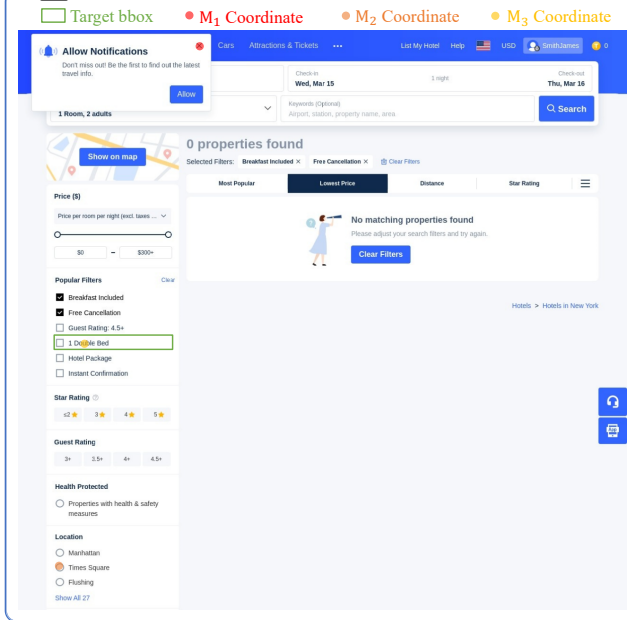 Target bbox M₁ Coordinate M₂ Coordinate M₃ Coordinate
Allow Notifications
Don't miss out! Be the first to find out the latest
travel info.
Allow
Cars Attractions & Tickets ••• List My Hotel Help USD SmithJames 0
Check-in
Wed, Mar 15
1 night
Check-out
Thu, Mar 16
1 Room, 2 adults
Keywords (Optional)
Airport, station, property name, area
Search
Show on map
0 properties found
Selected Filters: Breakfast Included × Free Cancellation × Clear Filters
Most Popular Lowest Price Distance Star Rating
No matching properties found
Please adjust your search filters and try again.
Clear Filters
Hotels > Hotels in New York
Price ($)
Price per room per night (excl. taxes ...
$0 – $300+
Popular Filters Clear
Breakfast Included
Free Cancellation
Guest Rating: 4.5+
1 Double Bed
Hotel Package
Instant Confirmation
Star Rating
≤2 3 4 5
Guest Rating
3+ 3.5+ 4+ 4.5+
Health Protected
Properties with health & safety
measures
Location
Manhattan
Times Square
Flushing
Show All 27